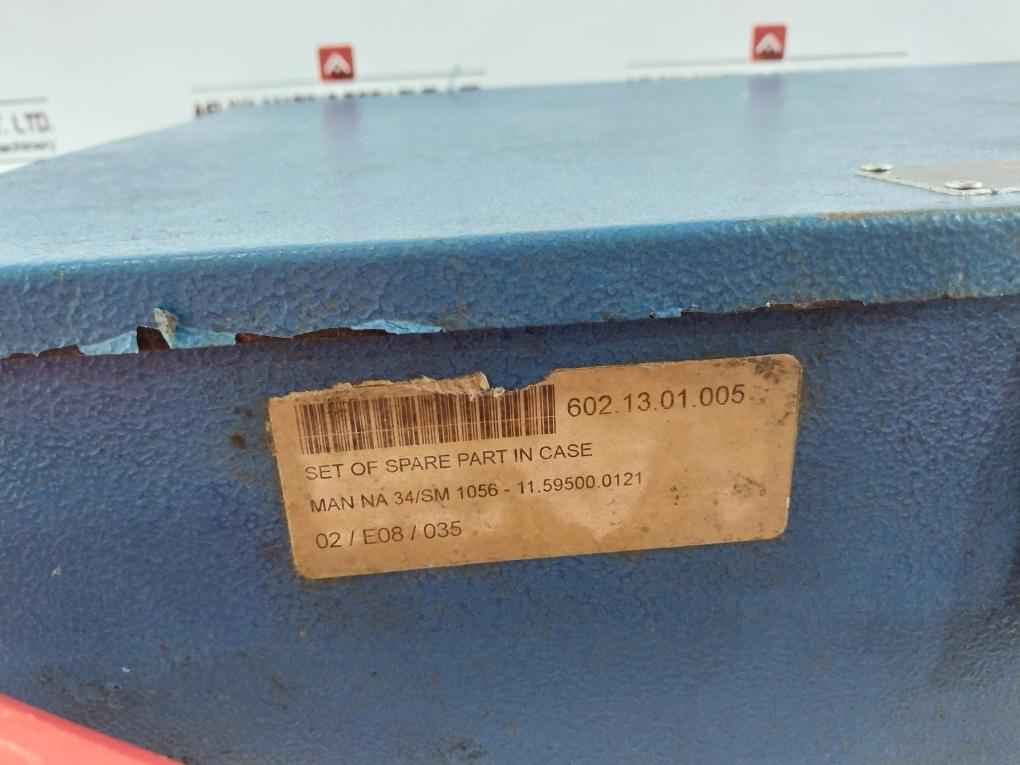 T. LTD.
602.13.01.005
SET OF SPARE PART IN CASE
MAN NA 34/SM 1056 - 11.59500.0121
02 / E08 / 035